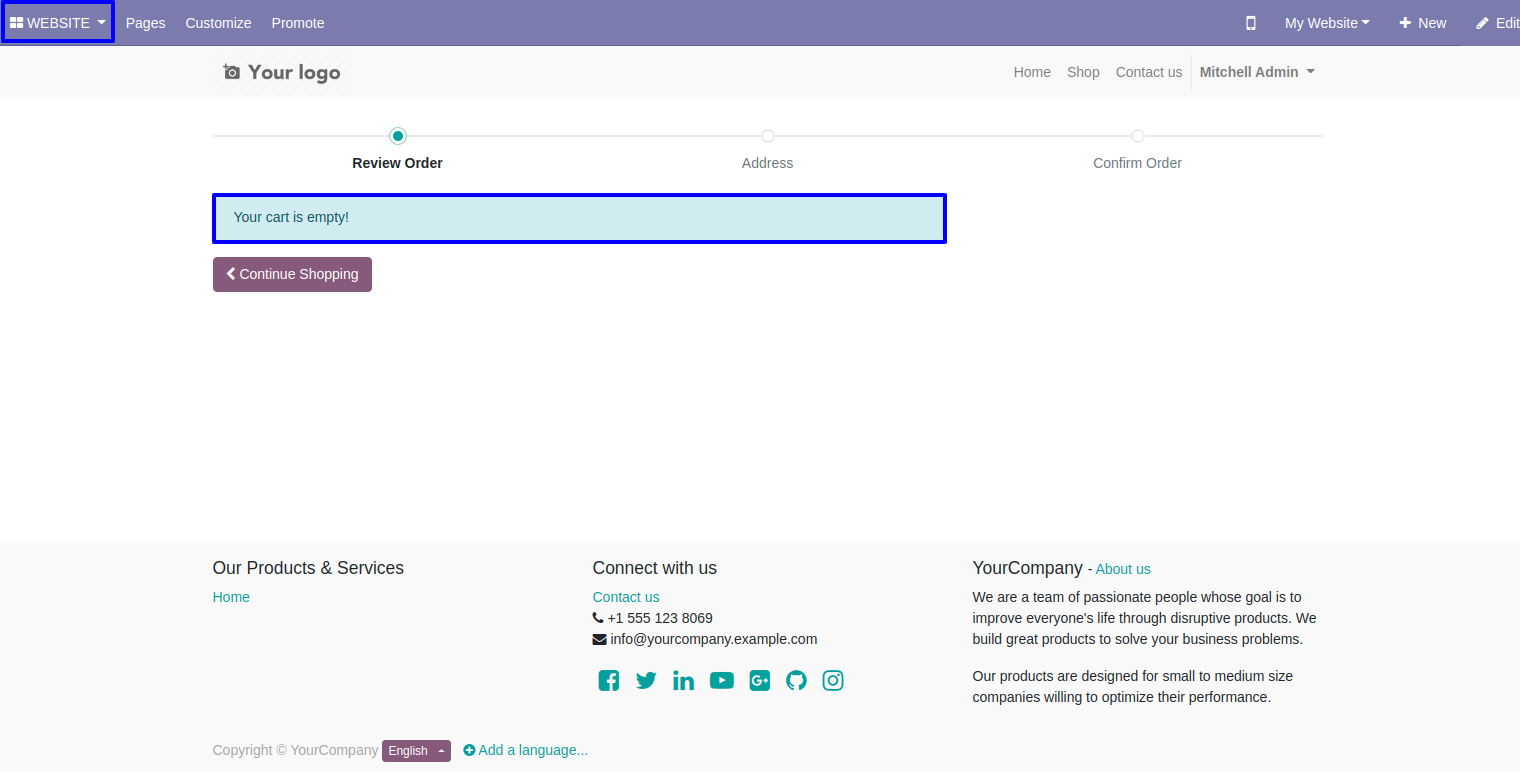 WEBSITE Pages Customize Promote My Website New Edit
Your logo Home Shop Contact us Mitchell Admin
Review Order Address Confirm Order
Your cart is empty!
Continue Shopping
Our Products & Services
Home
Connect with us
Contact us
+1 555 123 8069
info@yourcompany.example.com
YourCompany - About us
We are a team of passionate people whose goal is to
improve everyone's life through disruptive products. We
build great products to solve your business problems.
Our products are designed for small to medium size
companies willing to optimize their performance.
Copyright © YourCompany English Add a language...